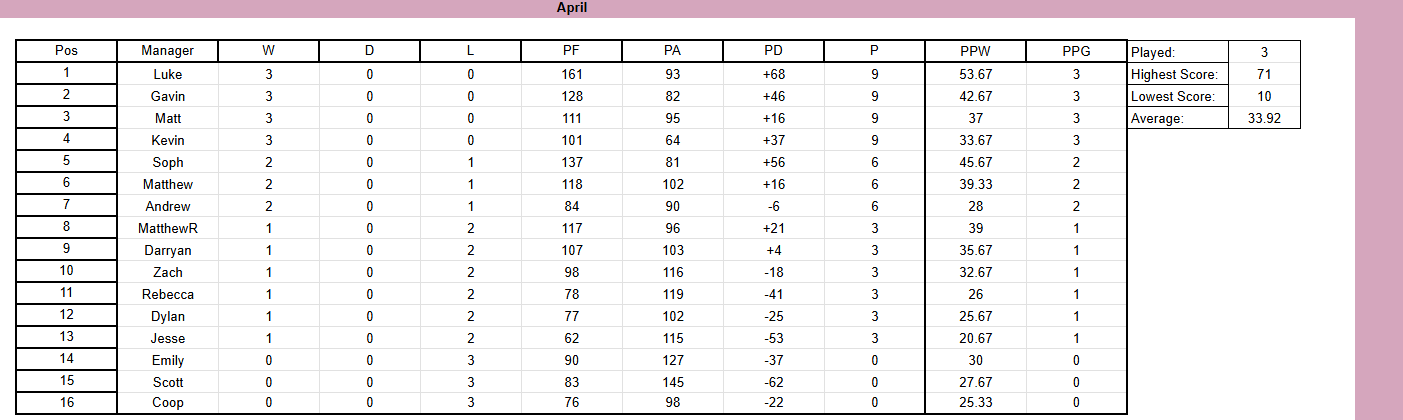 April
Pos Manager W D L PF PA PD P PPW PPG Played: 3
1 Luke 3 0 0 161 93 +68 9 53.67 3 Highest Score: 71
2 Gavin 3 0 0 128 82 +46 9 42.67 3 Lowest Score: 10
3 Matt 3 0 0 111 95 +16 9 37 3 Average: 33.92
4 Kevin 3 0 0 101 64 +37 9 33.67 3
5 Soph 2 0 1 137 81 +56 6 45.67 2
6 Matthew 2 0 1 118 102 +16 6 39.33 2
7 Andrew 2 0 1 84 90 -6 6 28 2
8 MatthewR 1 0 2 117 96 +21 3 39 1
9 Darryan 1 0 2 107 103 +4 3 35.67 1
10 Zach 1 0 2 98 116 -18 3 32.67 1
11 Rebecca 1 0 2 78 119 -41 3 26 1
12 Dylan 1 0 2 77 102 -25 3 25.67 1
13 Jesse 1 0 2 62 115 -53 3 20.67 1
14 Emily 0 0 3 90 127 -37 0 30 0
15 Scott 0 0 3 83 145 -62 0 27.67 0
16 Coop 0 0 3 76 98 -22 0 25.33 0